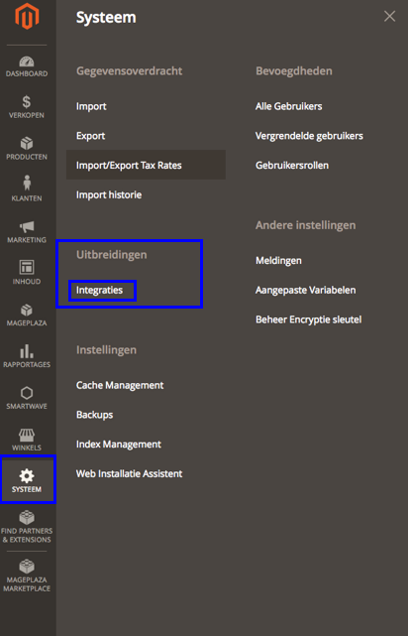 DASHBOARD
$
VERKOPEN
PRODUCTEN
KLANTEN
MARKETING
INHOUD
MAGEPLAZA
RAPPORTAGES
SMARTWAVE
WINKELS
SYSTEEM
FIND PARTNERS
& EXTENSIONS
MAGEPLAZA
MARKETPLACE
Systeem
Gegevensoverdracht
Import
Export
Import/Export Tax Rates
Import historie
Uitbreidingen
Integraties
Instellingen
Cache Management
Backups
Index Management
Web Installatie Assistent
Bevoegdheden
Alle Gebruikers
Vergrendelde gebruikers
Gebruikersrollen
Andere instellingen
Meldingen
Aangepaste Variabelen
Beheer Encryptie sleutel